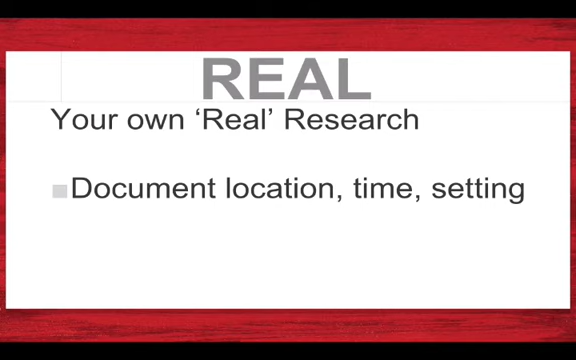 REAL
Your own ‘Real’ Research
Document location, time, setting